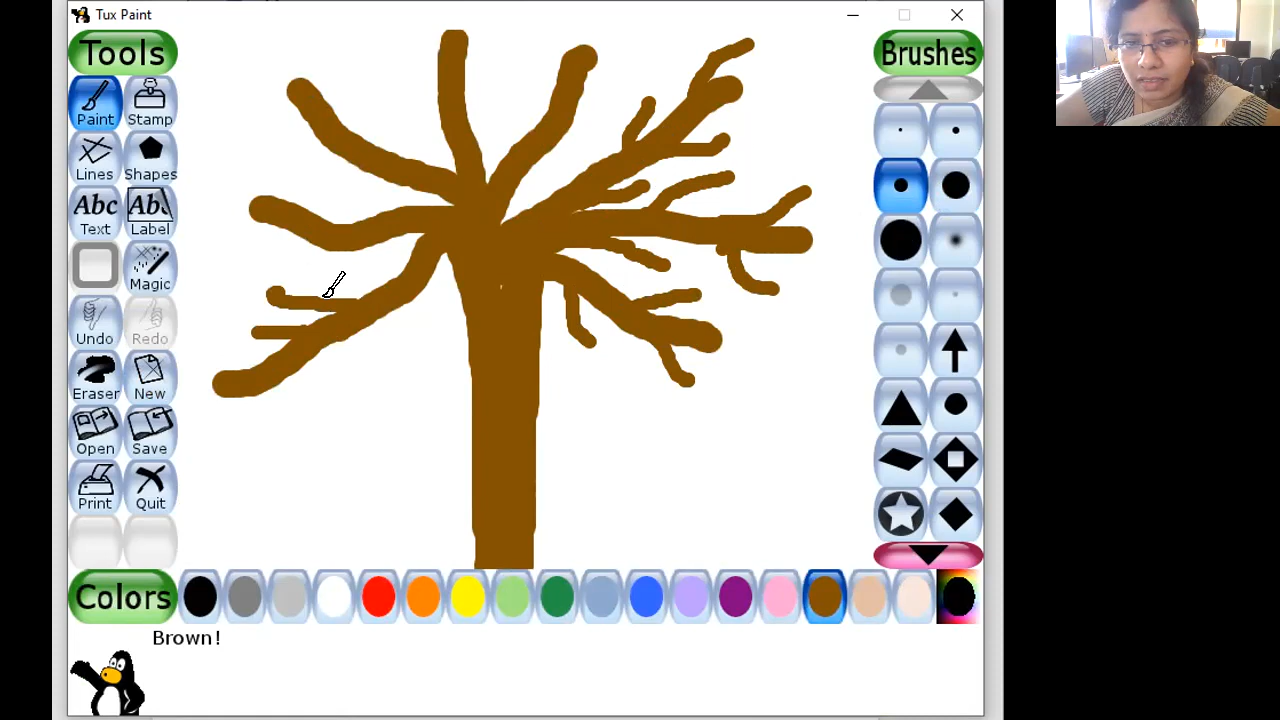 Tux Paint
Tools
Brushes
Paint
Stamp
Lines
Shapes
Abc
Text
Abc
Label
Magic
Undo
Redo
Eraser
New
Open
Save
Print
Quit
Colors
Brown!